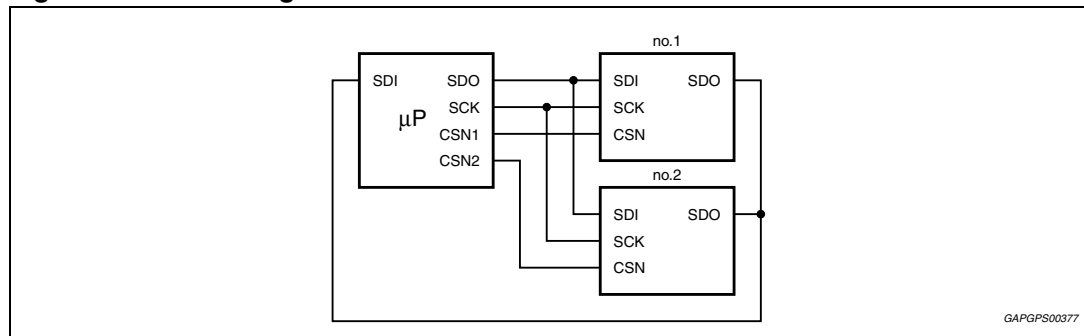 no.1
SDI SDO
SCK
µP
CSN1
CSN2
SDI SDO
SCK
CSN
no.2
SDI SDO
SCK
CSN
GAPGPS00377